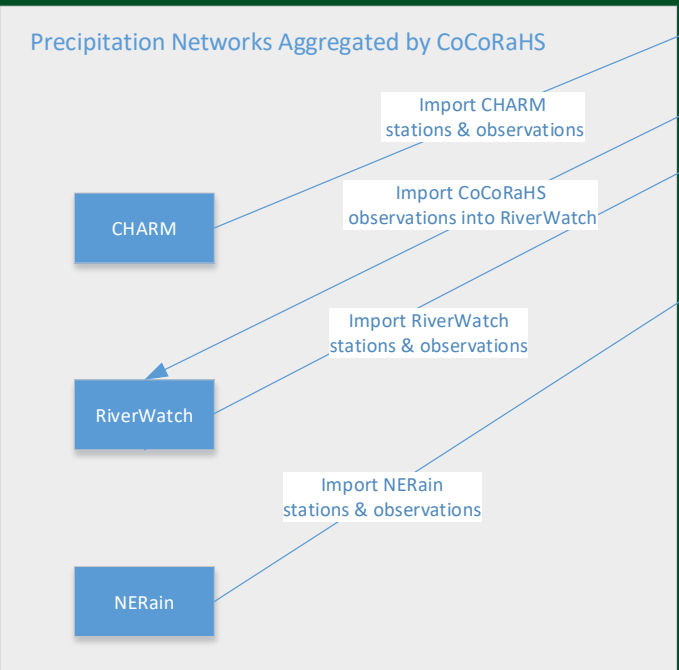 Precipitation Networks Aggregated by CoCoRaHS
Import CHARM
stations & observations
CHARM
Import CoCoRaHS
observations into RiverWatch
Import RiverWatch
stations & observations
RiverWatch
Import NERain
stations & observations
NERain